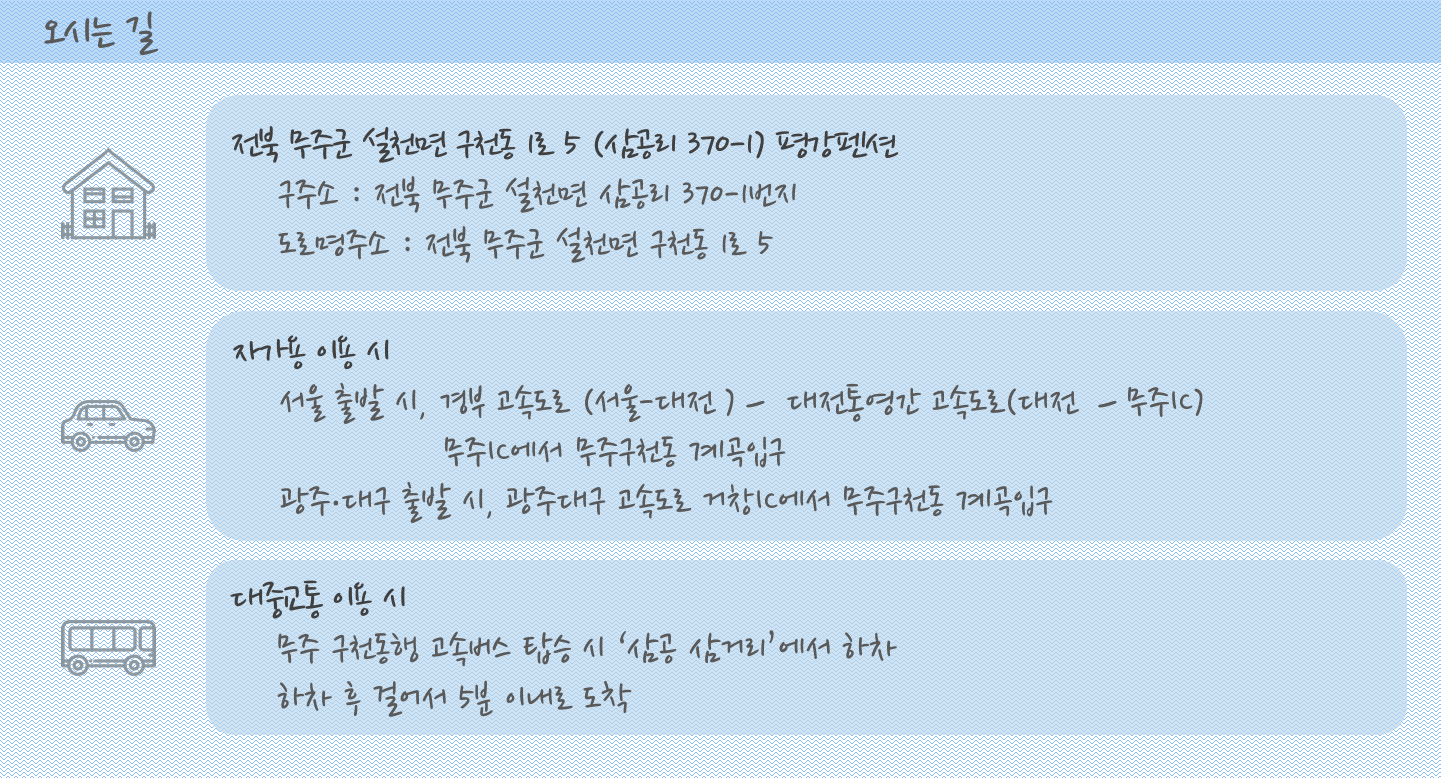 오시는 길
전북 무주군 설천면 구천동 1로 5 (삼공리 370-1) 평강펜션
구주소 : 전북 무주군 설천면 삼공리 370-1번지
도로명주소 : 전북 무주군 설천면 구천동 1로 5
자가용 이용 시
서울 출발 시, 경부 고속도로 (서울-대전 ) - 대전통영간 고속도로(대전 - 무주IC)
무주IC에서 무주구천동 계곡입구
광주·대구 출발 시, 광주대구 고속도로 거창IC에서 무주구천동 계곡입구
대중교통 이용 시
무주 구천동행 고속버스 탑승 시 ‘삼공 삼거리’에서 하차
하차 후 걸어서 5분 이내로 도착